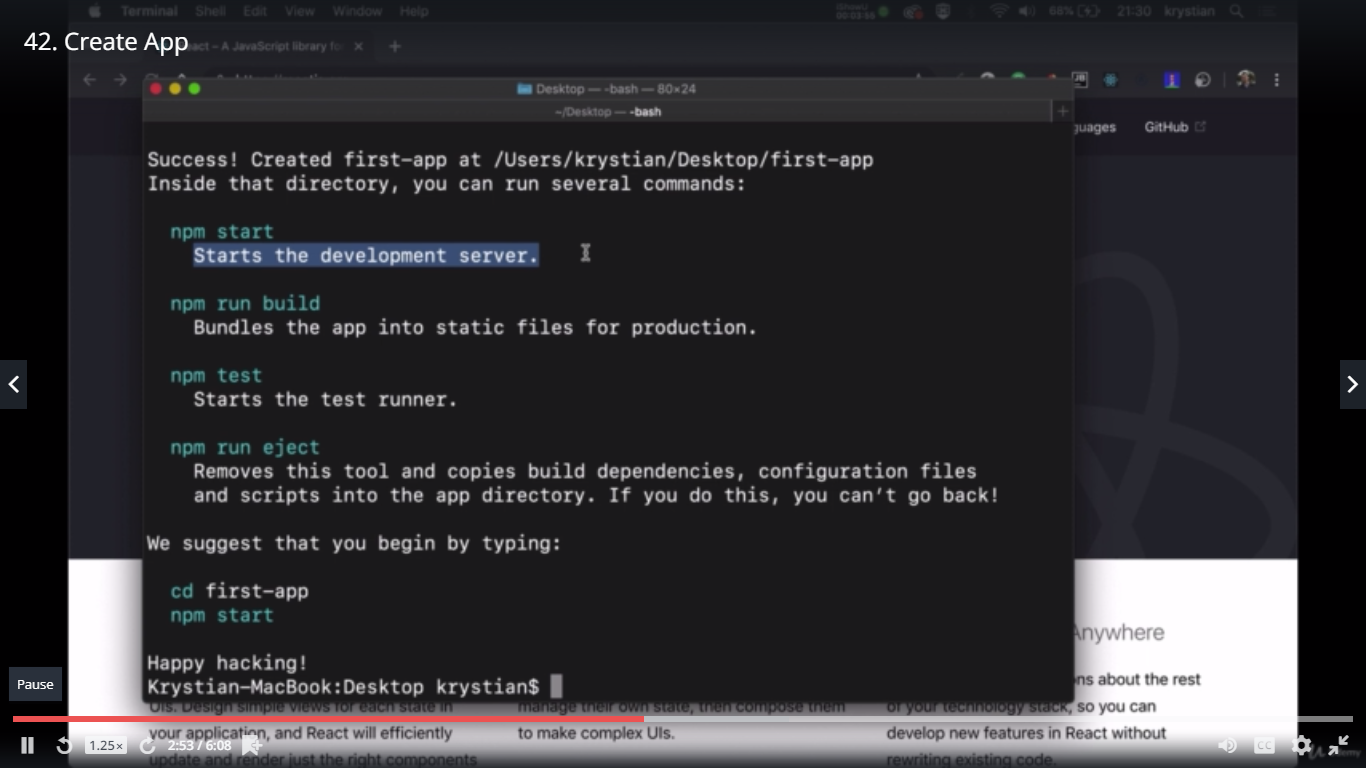 Terminal Shell Edit View Window Help
68% 21:30 krystian
42. Create App
act – A JavaScript library fo
Desktop — -bash — 80×24
~/Desktop — -bash
guages GitHub
Success! Created first-app at /Users/krystian/Desktop/first-app
Inside that directory, you can run several commands:
npm start
Starts the development server.
npm run build
Bundles the app into static files for production.
npm test
Starts the test runner.
npm run eject
Removes this tool and copies build dependencies, configuration files
and scripts into the app directory. If you do this, you can't go back!
We suggest that you begin by typing:
cd first-app
npm start
Happy hacking!
Krystian-MacBook:Desktop krystian$
Anywhere
ns about the rest
UIs. Design simple views for each state in
manage their own state, then compose them
of your technology stack, so you can
your application, and React will efficiently
to make complex UIs.
develop new features in React without
update and render just the right components
rewriting existing code.
Pause
1.25× 2:53 / 6:08 CC